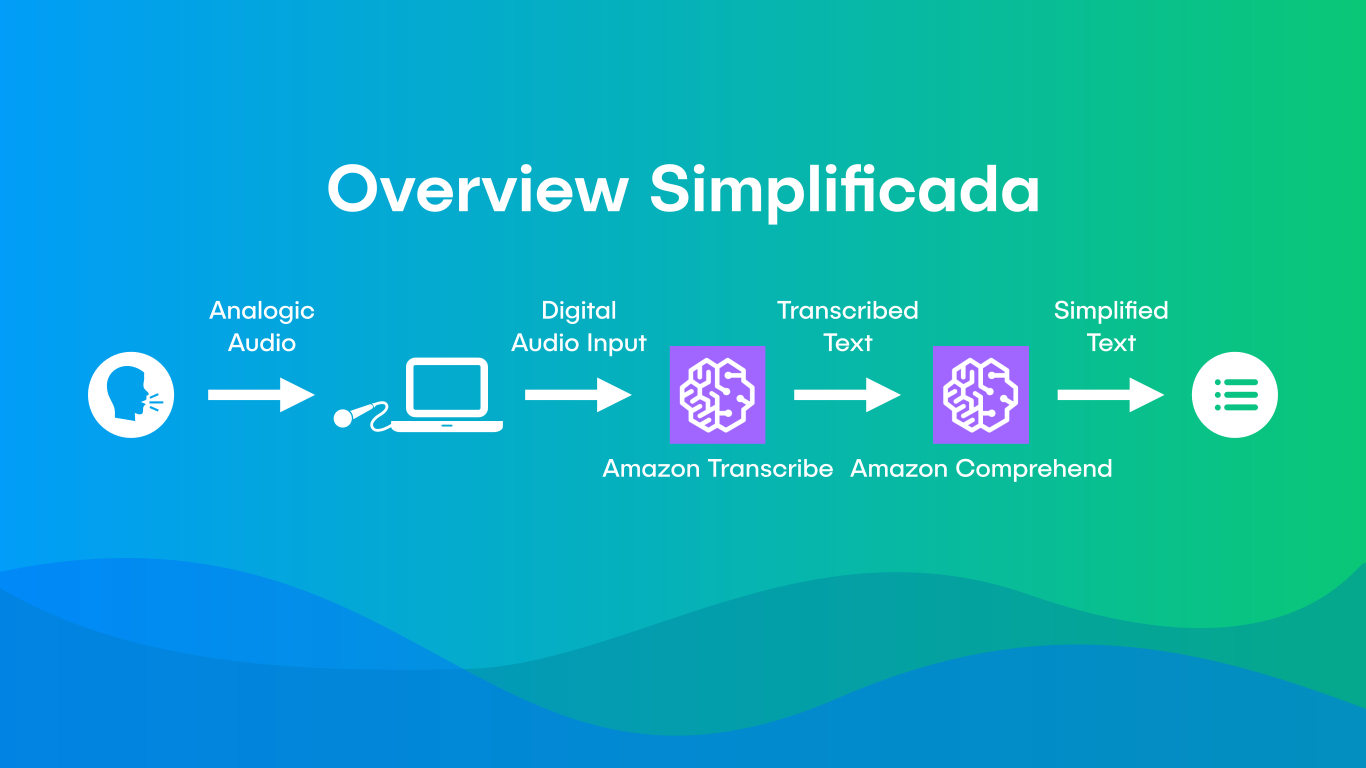 Overview Simplificada
Analogic
Audio
Digital
Audio Input
Transcribed
Text
Simplified
Text
Amazon Transcribe
Amazon Comprehend